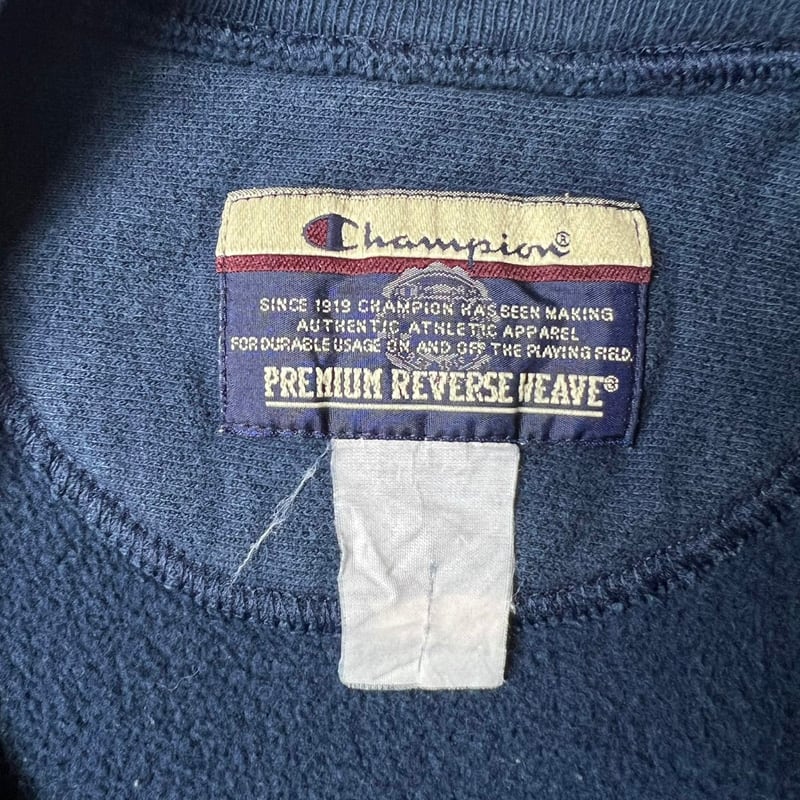 Champion®
SINCE 1919 CHAMPION HAS BEEN MAKING
AUTHENTIC ATHLETIC APPAREL
FOR DURABLE USAGE ON AND OFF THE PLAYING FIELD.
PREMIUM REVERSE WEAVE®